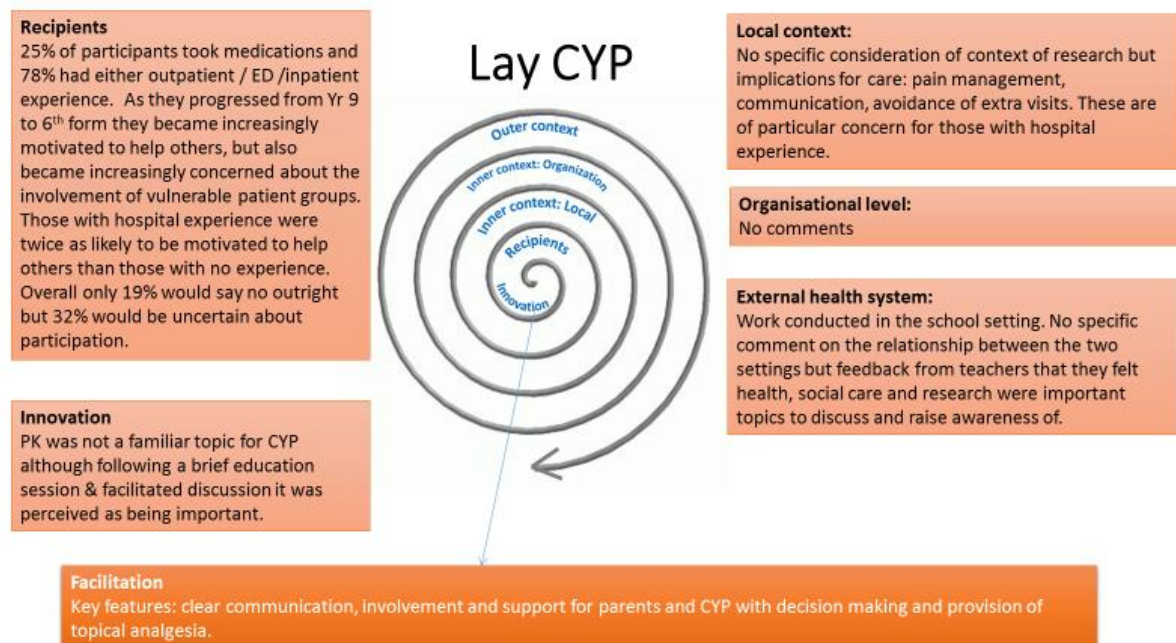 Recipients
25% of participants took medications and
78% had either outpatient / ED /inpatient
experience.  As they progressed from Yr 9
to 6th form they became increasingly
motivated to help others, but also
became increasingly concerned about the
involvement of vulnerable patient groups.
Those with hospital experience were
twice as likely to be motivated to help
others than those with no experience.
Overall only 19% would say no outright
but 32% would be uncertain about
participation.
Innovation
PK was not a familiar topic for CYP
although following a brief education
session & facilitated discussion it was
perceived as being important.
Lay CYP
Outer context
Inner context: Organization
Inner context: Local
Recipients
Innovation
Local context:
No specific consideration of context of research but
implications for care: pain management,
communication, avoidance of extra visits. These are
of particular concern for those with hospital
experience.
Organisational level:
No comments
External health system:
Work conducted in the school setting. No specific
comment on the relationship between the two
settings but feedback from teachers that they felt
health, social care and research were important
topics to discuss and raise awareness of.
Facilitation
Key features: clear communication, involvement and support for parents and CYP with decision making and provision of
topical analgesia.